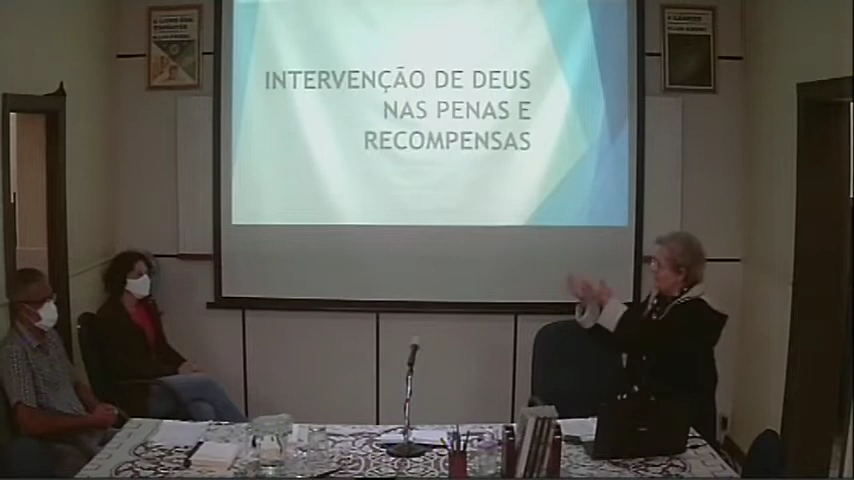 INTERVENÇÃO DE DEUS
NAS PENAS E
RECOMPENSAS